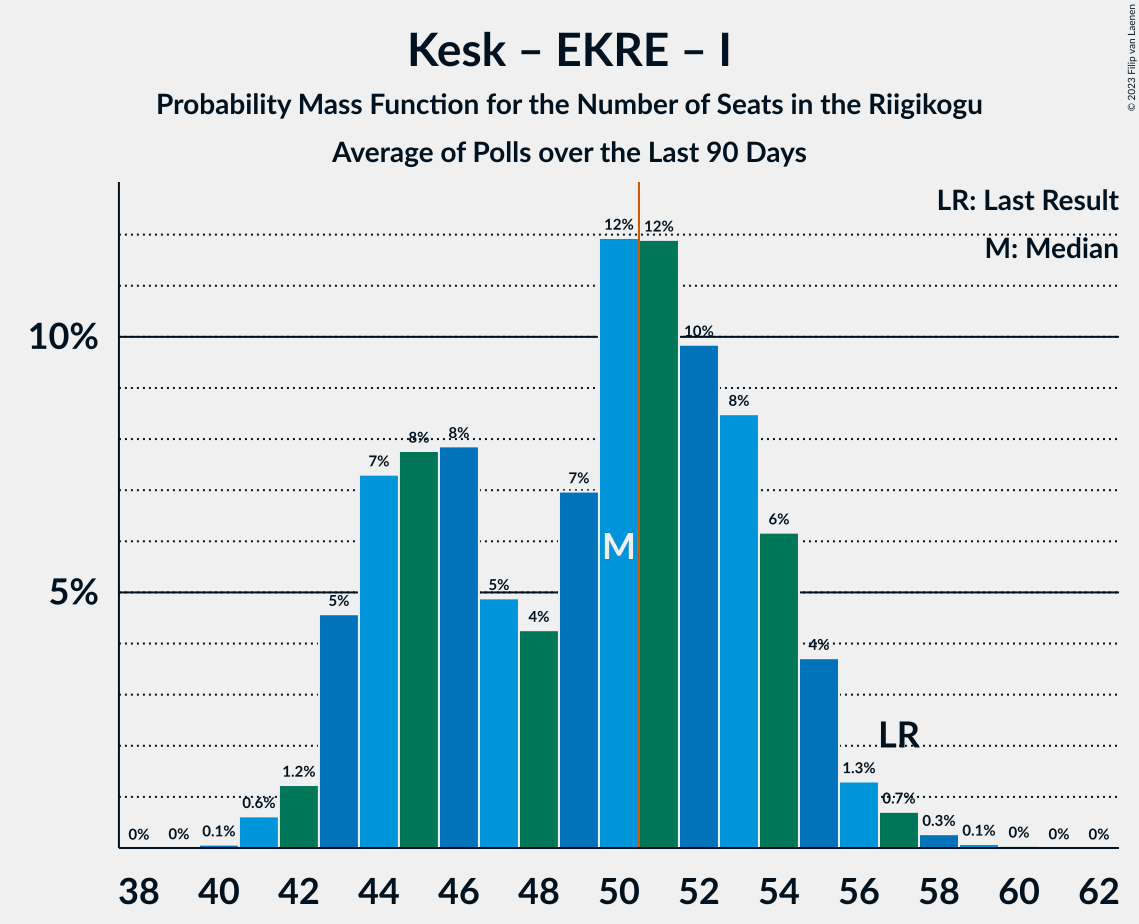 Kesk – EKRE – I
Probability Mass Function for the Number of Seats in the Riigikogu
Average of Polls over the Last 90 Days
© 2023 Filip van Laenen
LR: Last Result
M: Median
10%
5%
0% 0% 0.1% 0.6% 1.2% 5% 7% 8% 8% 5% 4% 7% 12% 12% 10% 8% 6% 4% 1.3% 0.7% 0.3% 0.1% 0% 0% 0%
M
LR
38 40 42 44 46 48 50 52 54 56 58 60 62